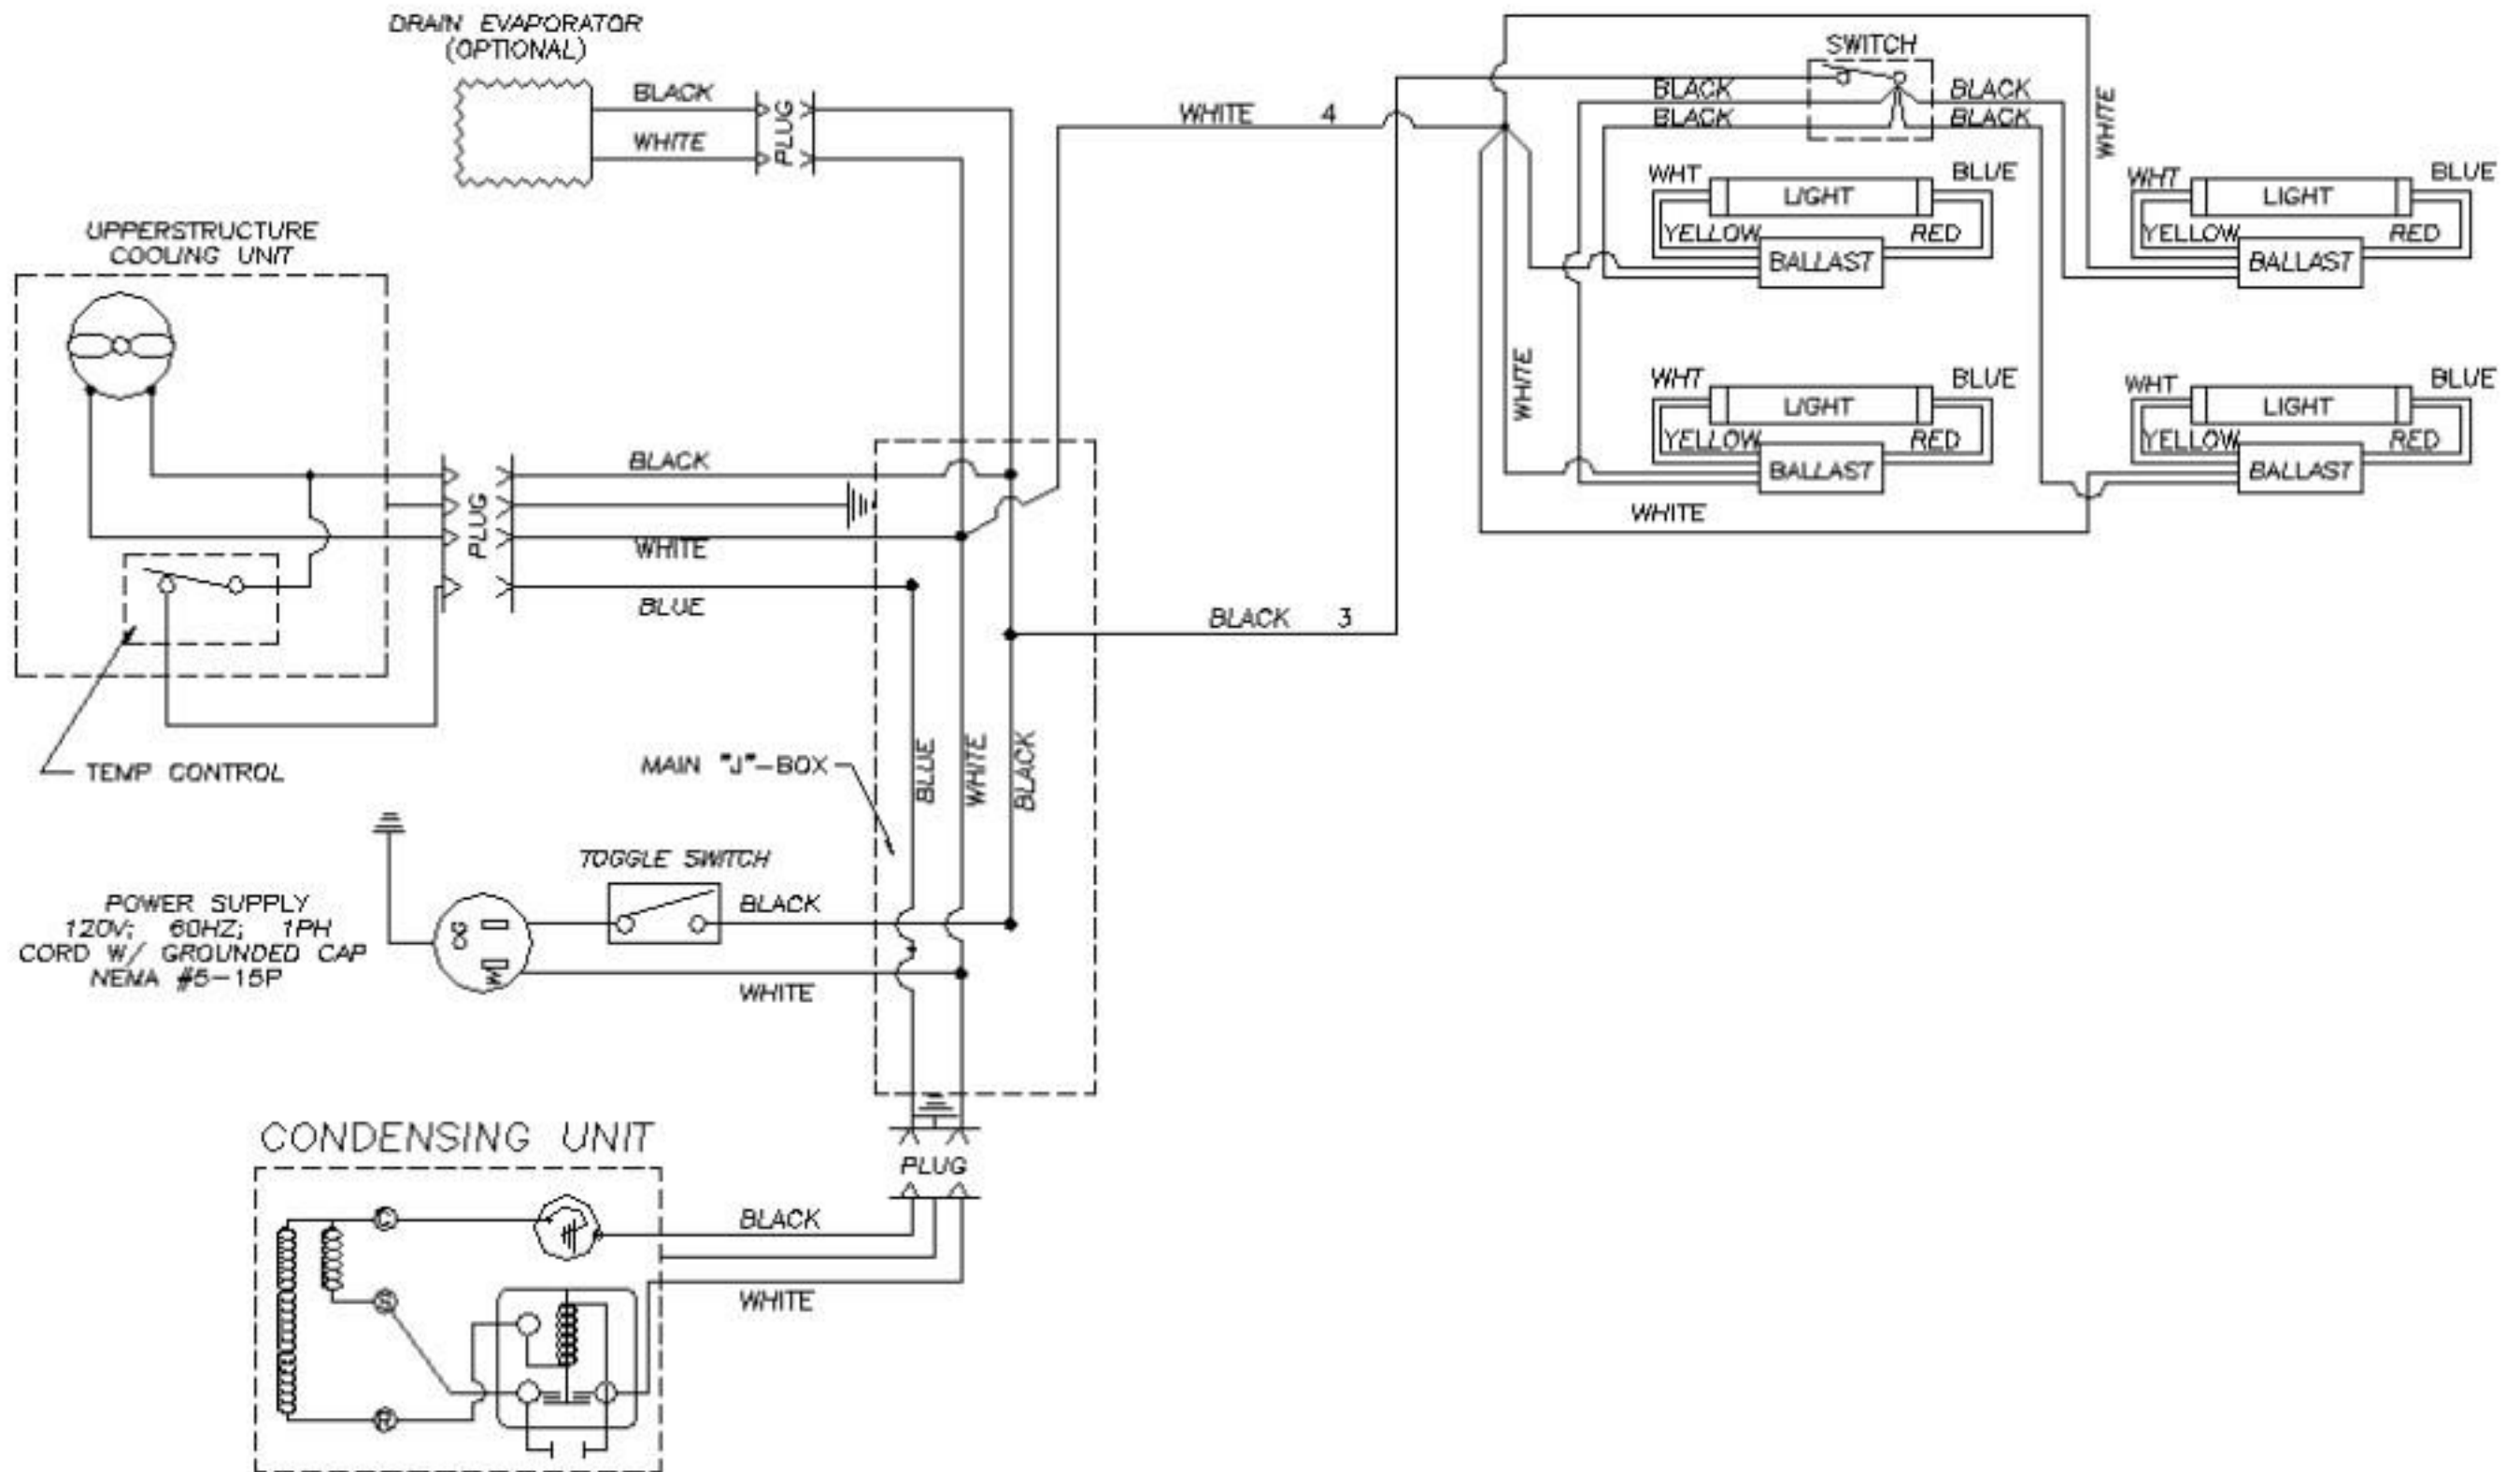 DRAIN EVAPORATOR
(OPTIONAL)
BLACK
WHITE
PLUG
UPPERSTRUCTURE
COOLING UNIT
PLUG
BLACK
WHITE
BLUE
TEMP CONTROL
MAIN "J"-BOX
BLUE
WHITE
BLACK
TOGGLE SWITCH
BLACK
WHITE
POWER SUPPLY
120V; 60HZ; 1PH
CORD W/ GROUNDED CAP
NEMA #5-15P
G
W
CONDENSING UNIT
PLUG
BLACK
WHITE
C
S
R
WHITE 4
BLACK 3
SWITCH
BLACK
BLACK
BLACK
BLACK
WHITE
WHT
LIGHT
BLUE
YELLOW
RED
BALLAST
WHT
LIGHT
BLUE
YELLOW
RED
BALLAST
WHITE
WHT
LIGHT
BLUE
YELLOW
RED
BALLAST
WHT
LIGHT
BLUE
YELLOW
RED
BALLAST
WHITE